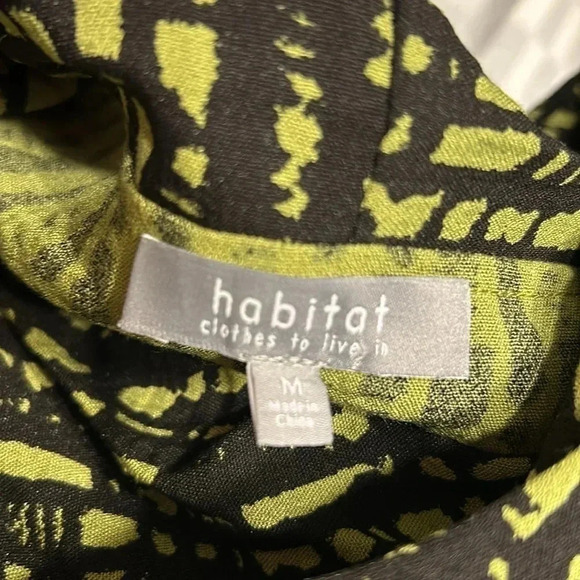 habitat
clothes to live in
M
Made in
China